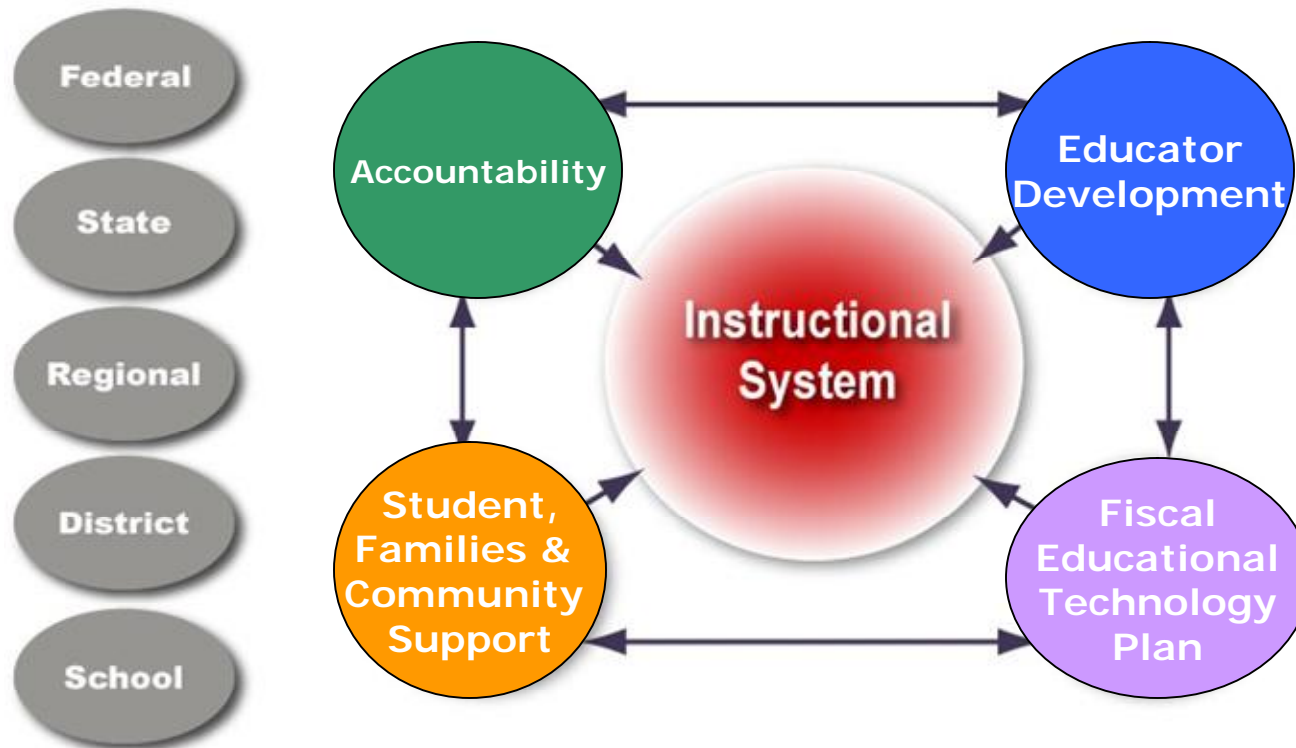 Federal
State
Regional
District
School
Accountability
Educator
Development
Instructional
System
Student,
Families &
Community
Support
Fiscal
Educational
Technology
Plan